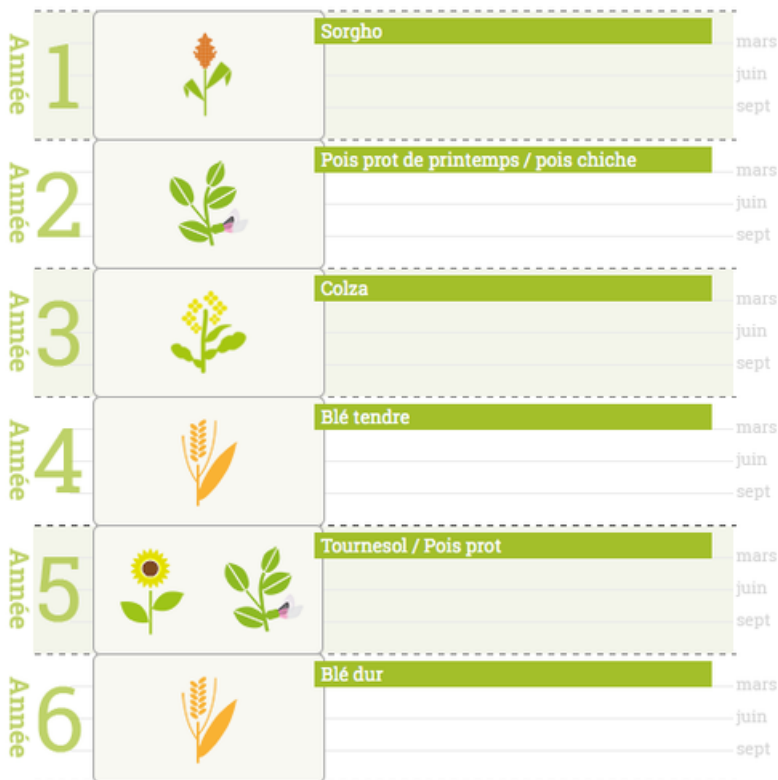 Année 1
Sorgho
mars
juin
sept
Année 2
Pois prot de printemps / pois chiche
mars
juin
sept
Année 3
Colza
mars
juin
sept
Année 4
Blé tendre
mars
juin
sept
Année 5
Tournesol / Pois prot
mars
juin
sept
Année 6
Blé dur
mars
juin
sept